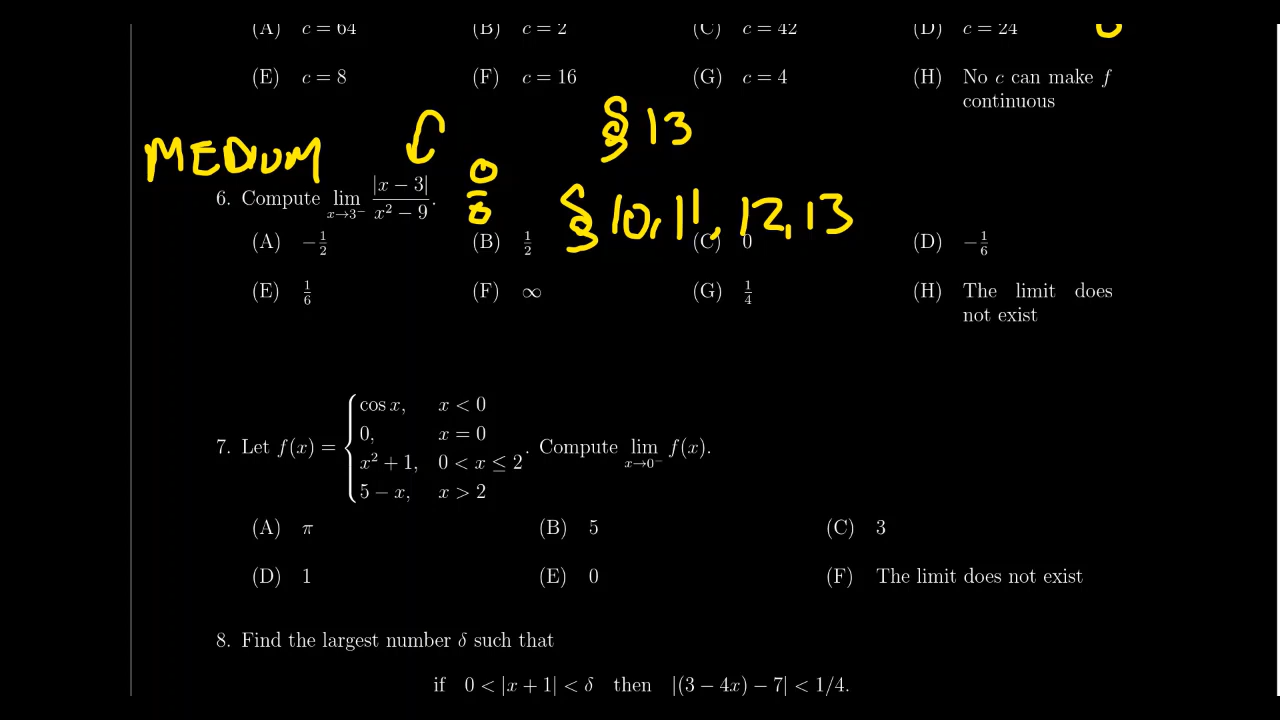 (A) c = 64 (B) c = 2 (C) c = 42 (D) c = 24
(E) c = 8 (F) c = 16 (G) c = 4 (H) No c can make f
continuous
§ 13
MEDIUM
0/0
6. Compute lim_{x→3⁻} |x − 3| / (x² − 9).
§ 10, 11, 12, 13
(A) −1/2 (B) 1/2 (C) 0 (D) −1/6
(E) 1/6 (F) ∞ (G) 1/4 (H) The limit does
not exist
cos x, x < 0
0, x = 0
7. Let f(x) = { . Compute lim_{x→0⁻} f(x).
x² + 1, 0 < x ≤ 2
5 − x, x > 2
(A) π (B) 5 (C) 3
(D) 1 (E) 0 (F) The limit does not exist
8. Find the largest number δ such that
if 0 < |x + 1| < δ then |(3 − 4x) − 7| < 1/4.